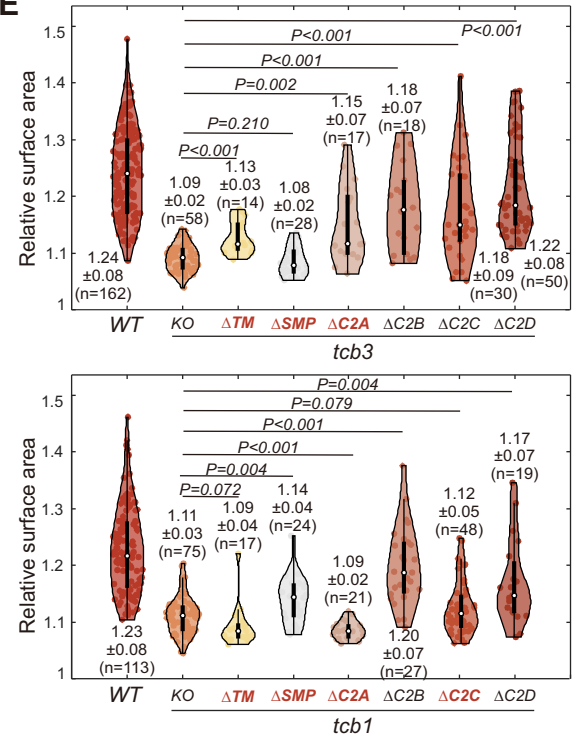 E
1.5
P<0.001
P<0.001
P<0.001
P=0.002
P=0.210
P<0.001
1.4
1.3
1.2
1.1
1
Relative surface area
1.24
±0.08
(n=162)
1.09
±0.02
(n=58)
1.13
±0.03
(n=14)
1.08
±0.02
(n=28)
1.15
±0.07
(n=17)
1.18
±0.07
(n=18)
1.18
±0.09
(n=30)
1.22
±0.08
(n=50)
WT KO ΔTM ΔSMP ΔC2A ΔC2B ΔC2C ΔC2D
tcb3
P=0.004
P=0.079
P<0.001
P<0.001
P=0.004
P=0.072
1.5
1.4
1.3
1.2
1.1
1
Relative surface area
1.23
±0.08
(n=113)
1.11
±0.03
(n=75)
1.09
±0.04
(n=17)
1.14
±0.04
(n=24)
1.09
±0.02
(n=21)
1.20
±0.07
(n=27)
1.12
±0.05
(n=48)
1.17
±0.07
(n=19)
WT KO ΔTM ΔSMP ΔC2A ΔC2B ΔC2C ΔC2D
tcb1